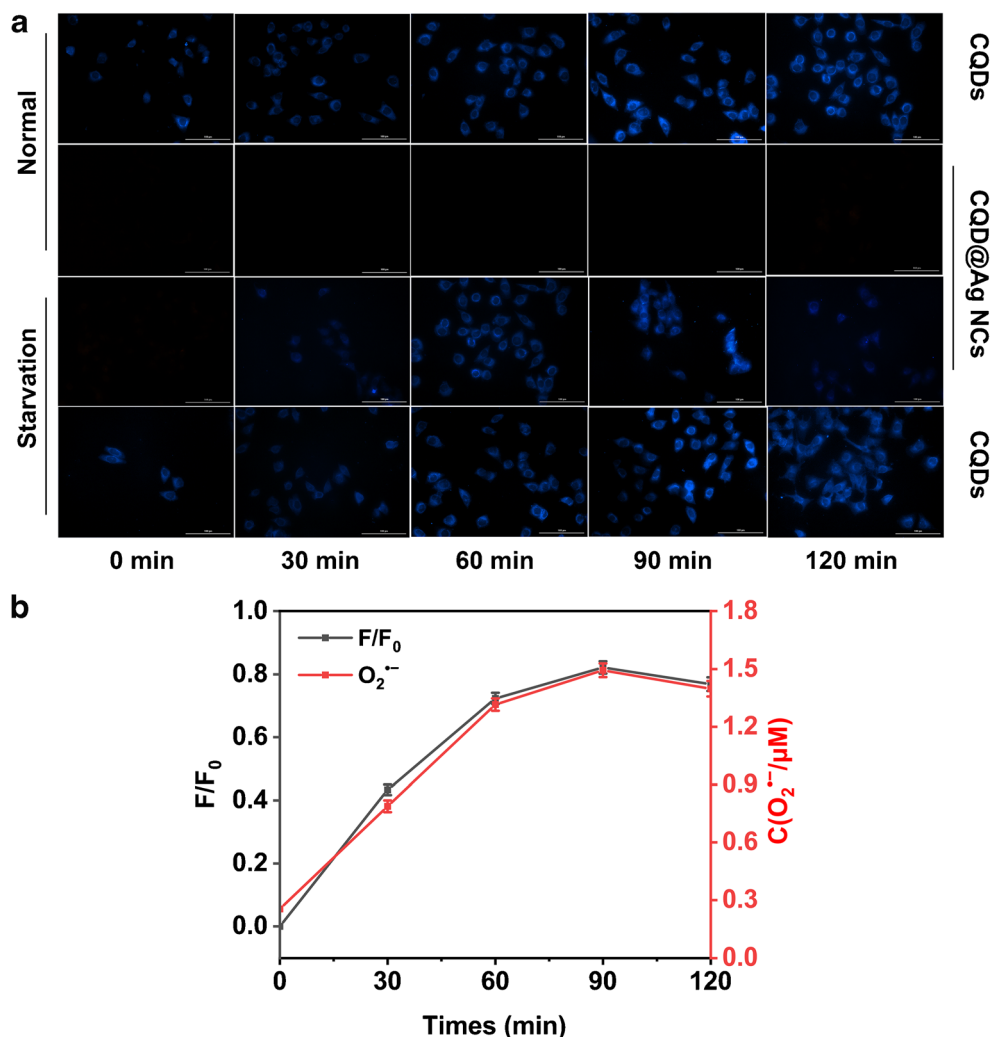 a
Normal
Starvation
CQDs
CQD@Ag NCs
CQDs
0 min
30 min
60 min
90 min
120 min
b
F/F₀
O₂•−
1.0
0.8
0.6
0.4
0.2
0.0
F/F₀
1.8
1.5
1.2
0.9
0.6
0.3
0.0
C(O₂•−/μM)
0
30
60
90
120
Times (min)